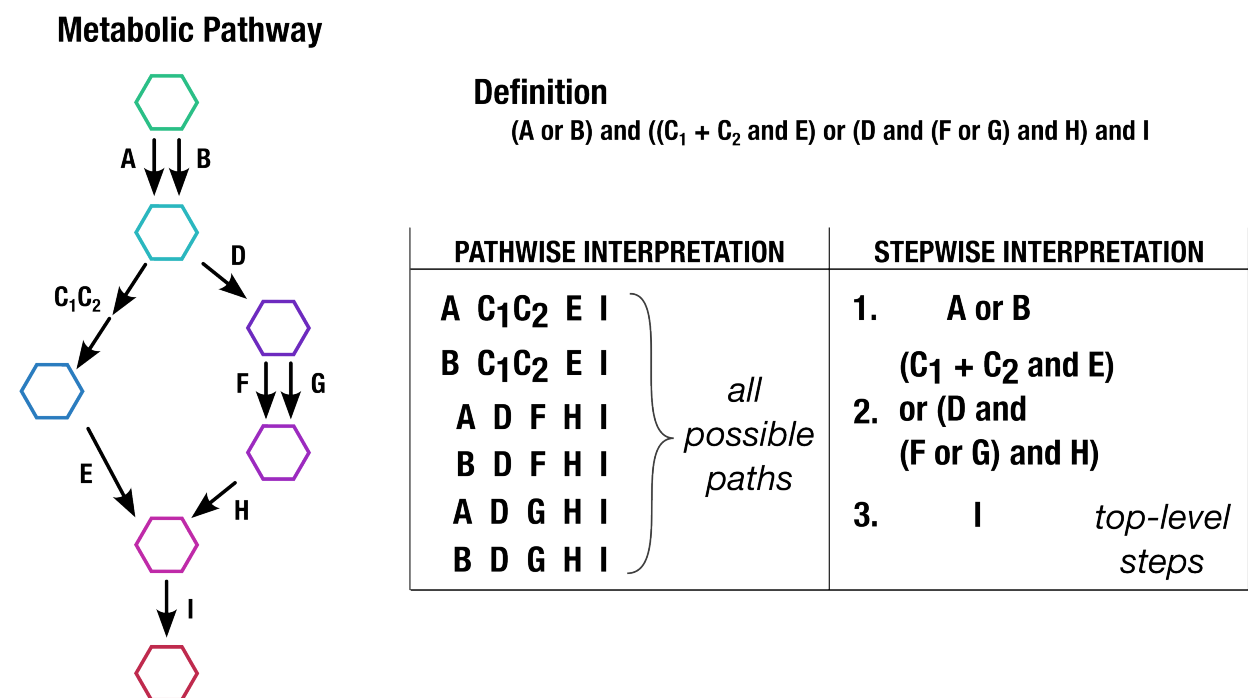 Metabolic Pathway
A
B
D
C₁C₂
F
G
E
H
I
Definition
(A or B) and ((C₁ + C₂ and E) or (D and (F or G) and H) and I
PATHWISE INTERPRETATION
A C1C2 E I
B C1C2 E I
A D F H I
B D F H I
A D G H I
B D G H I
all
possible
paths
STEPWISE INTERPRETATION
1. A or B
(C1 + C2 and E)
2. or (D and
(F or G) and H)
3. I
top-level
steps